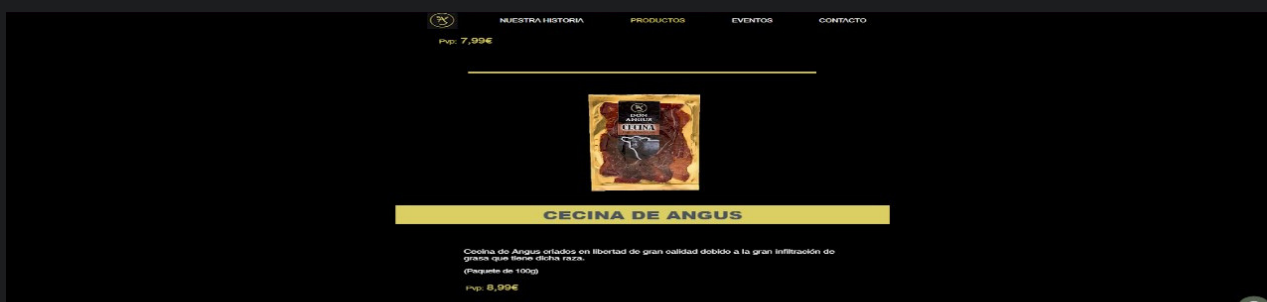 NUESTRA HISTORIA PRODUCTOS EVENTOS CONTACTO
Pvp: 7,99€
DON
ANGUS
CECINA
CECINA DE ANGUS
Cecina de Angus criados en libertad de gran calidad debido a la gran infiltración de
grasa que tiene dicha raza.
(Paquete de 100g)
Pvp: 8,99€